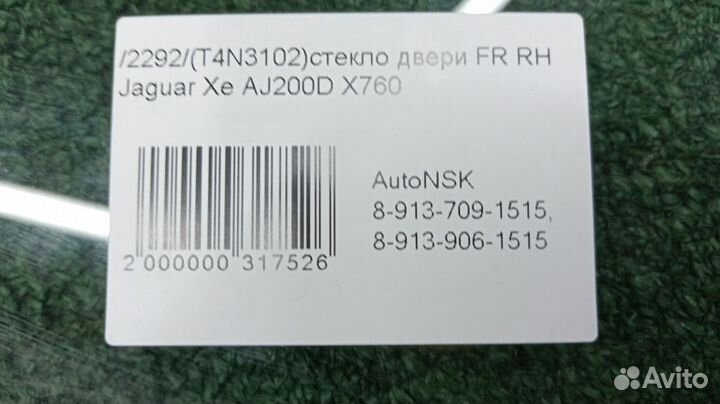 /2292/(T4N3102)стекло двери FR RH
Jaguar Xe AJ200D X760
AutoNSK
8-913-709-1515,
8-913-906-1515
2 000000 317526
Avito